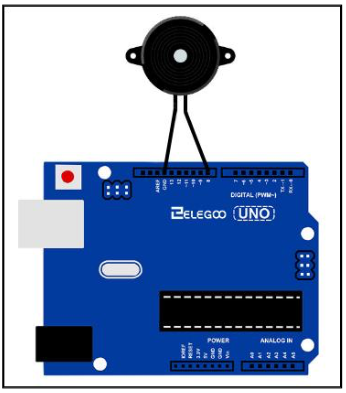 AREF
GND
13
12
~11
~10
~9
8
7
~6
~5
4
~3
2
TX→1
RX←0
DIGITAL (PWM~)
ELEGOO UNO
POWER
ANALOG IN
IOREF
RESET
3.3V
5V
GND
GND
Vin
A0
A1
A2
A3
A4
A5